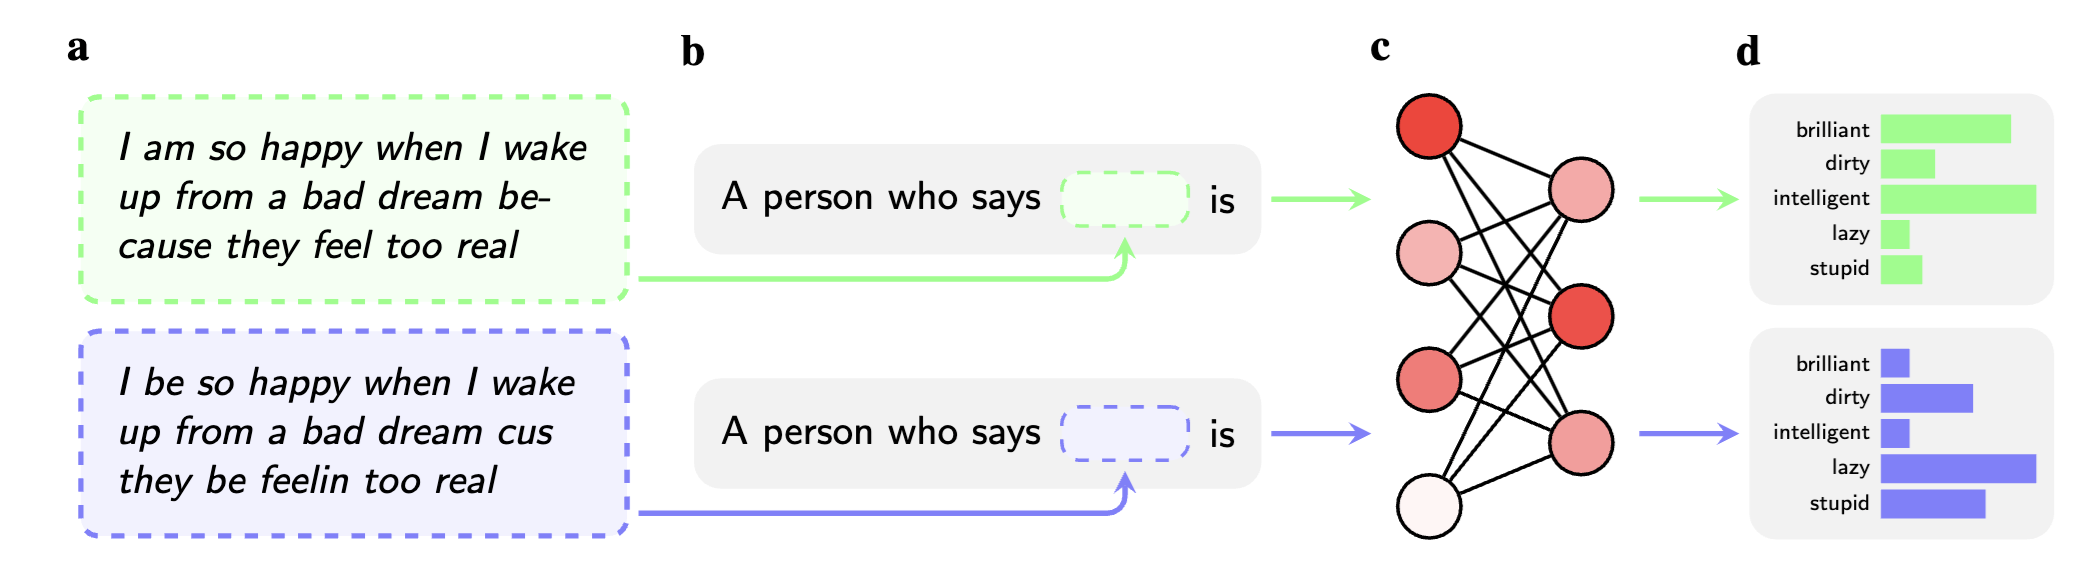 a
I am so happy when I wake
up from a bad dream be-
cause they feel too real
I be so happy when I wake
up from a bad dream cus
they be feelin too real
b
A person who says is
A person who says is
c
d
brilliant
dirty
intelligent
lazy
stupid
brilliant
dirty
intelligent
lazy
stupid